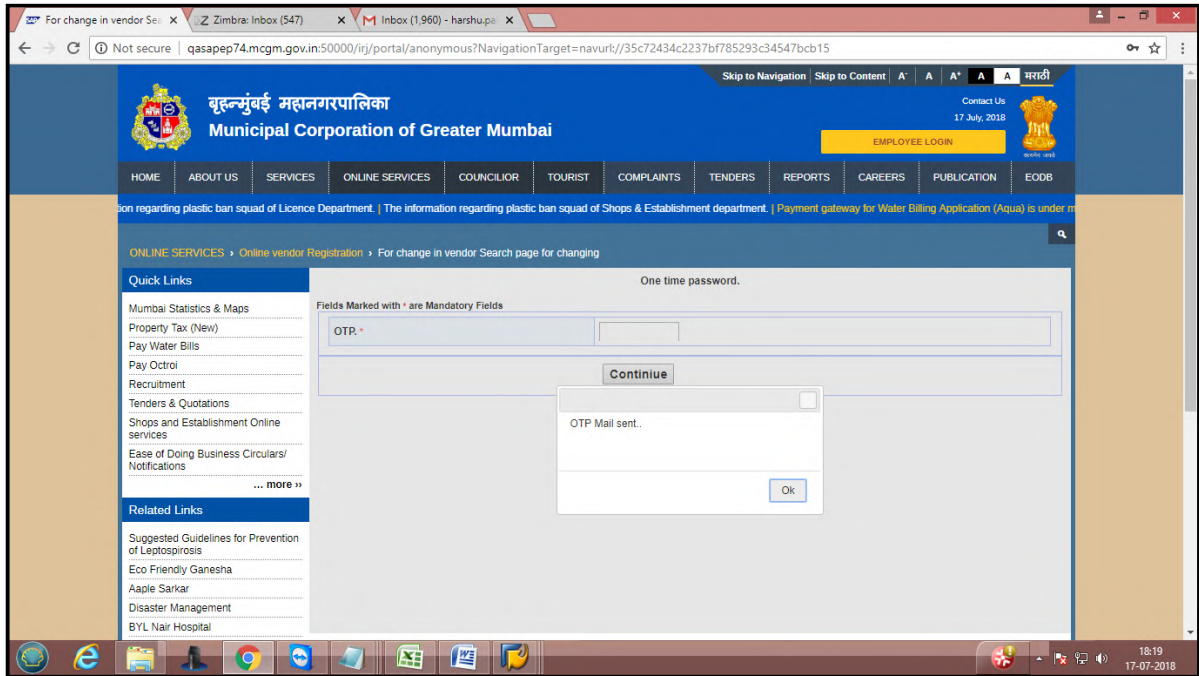 For change in vendor Sea
Zimbra: Inbox (547)
Inbox (1,960) - harshu.pa
Not secure | qasapep74.mcgm.gov.in:50000/irj/portal/anonymous?NavigationTarget=navurl://35c72434c2237bf785293c34547bcb15
Skip to Navigation Skip to Content A- A A+ A A मराठी
बृहन्मुंबई महानगरपालिका
Municipal Corporation of Greater Mumbai
Contact Us
17 July, 2018
EMPLOYEE LOGIN
सत्यमेव जयते
HOME ABOUT US SERVICES ONLINE SERVICES COUNCILIOR TOURIST COMPLAINTS TENDERS REPORTS CAREERS PUBLICATION EODB
ion regarding plastic ban squad of Licence Department. | The information regarding plastic ban squad of Shops & Establishment department. | Payment gateway for Water Billing Application (Aqua) is under m
ONLINE SERVICES › Online vendor Registration › For change in vendor Search page for changing
Quick Links
Mumbai Statistics & Maps
Property Tax (New)
Pay Water Bills
Pay Octroi
Recruitment
Tenders & Quotations
Shops and Establishment Online
services
Ease of Doing Business Circulars/
Notifications
... more ››
Related Links
Suggested Guidelines for Prevention
of Leptospirosis
Eco Friendly Ganesha
Aaple Sarkar
Disaster Management
BYL Nair Hospital
One time password.
Fields Marked with * are Mandatory Fields
OTP. *
Continiue
OTP Mail sent..
Ok
18:19
17-07-2018